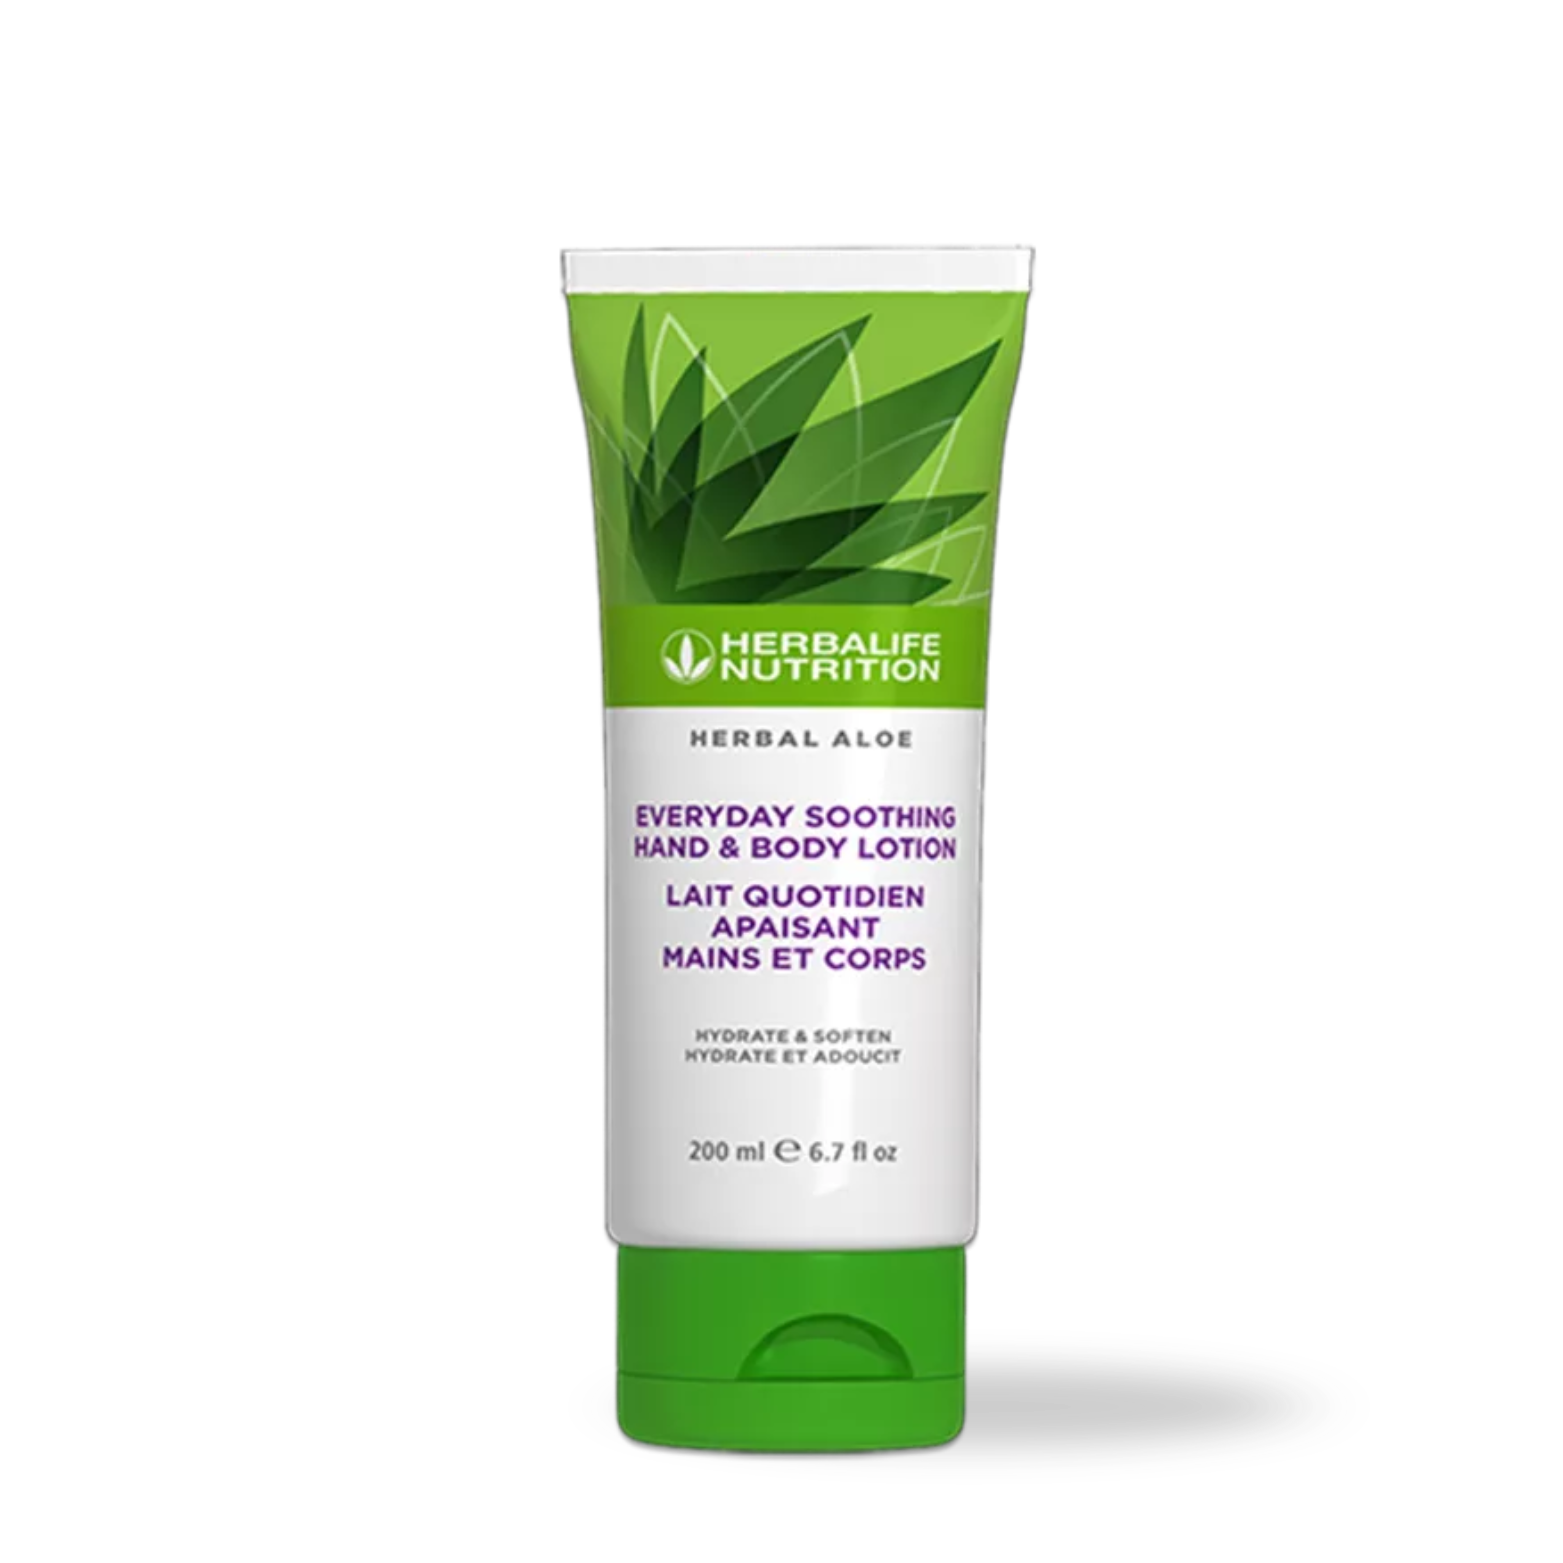 HERBALIFE
NUTRITION
HERBAL ALOE
EVERYDAY SOOTHING
HAND & BODY LOTION
LAIT QUOTIDIEN
APAISANT
MAINS ET CORPS
HYDRATE & SOFTEN
HYDRATE ET ADOUCIT
200 ml ℮ 6.7 fl oz